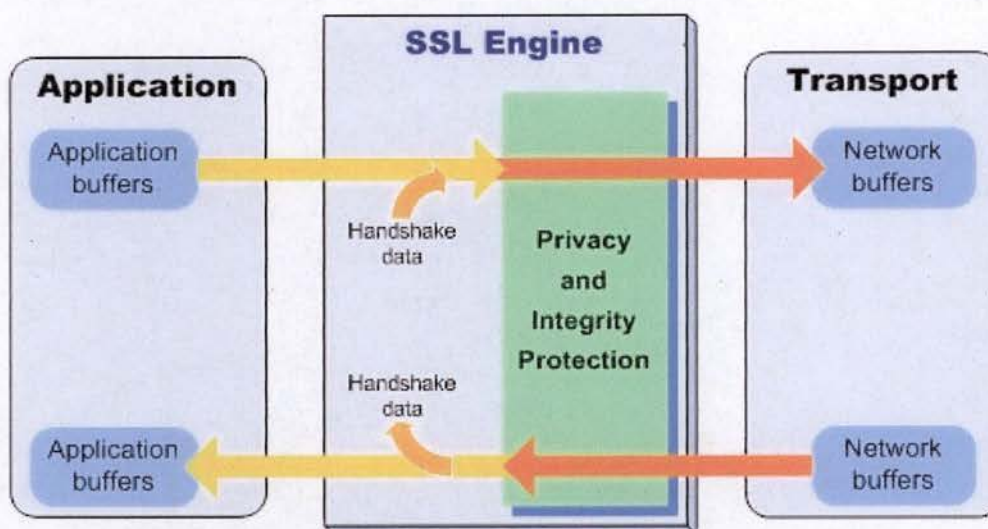 SSL Engine
Application
Transport
Application
buffers
Network
buffers
Handshake
data
Privacy
and
Integrity
Protection
Handshake
data
Application
buffers
Network
buffers